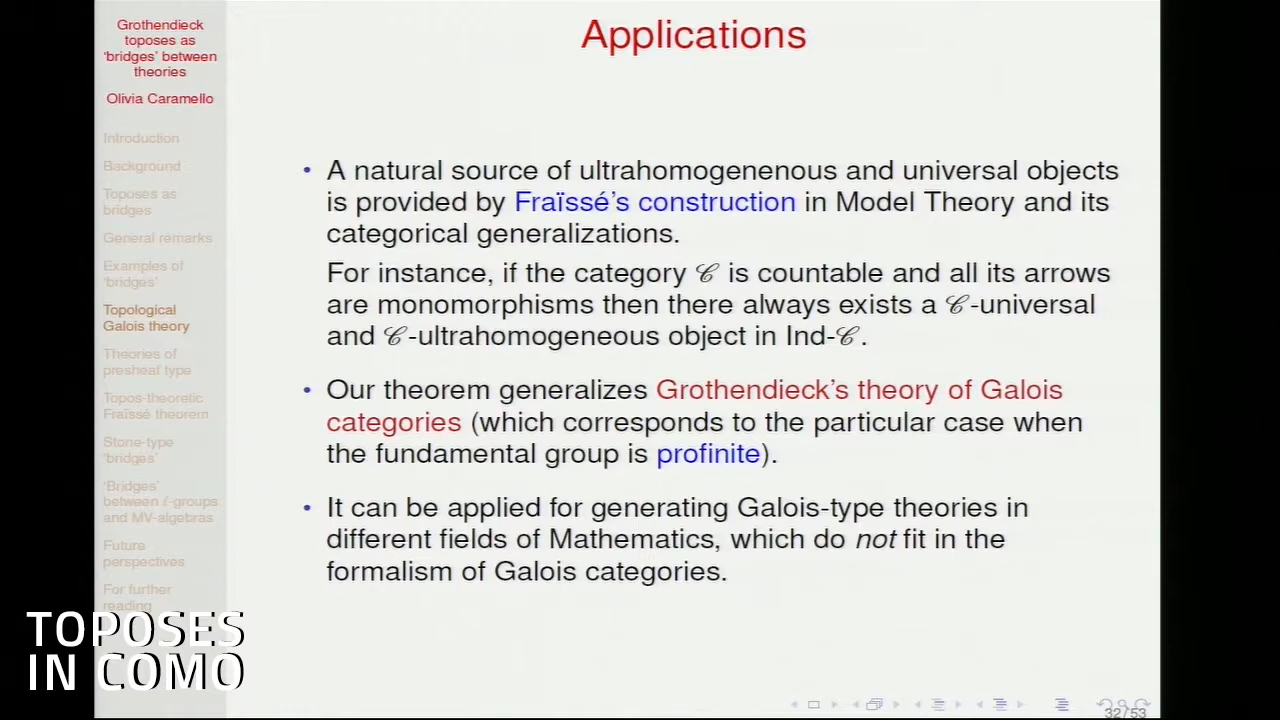 Grothendieck
toposes as
‘bridges’ between
theories
Olivia Caramello
Introduction
Background
Toposes as
bridges
General remarks
Examples of
‘bridges’
Topological
Galois theory
Theories of
presheaf type
Topos-theoretic
Fraïssé theorem
Stone-type
‘bridges’
‘Bridges’
between ℓ-groups
and MV-algebras
Future
perspectives
For further
reading
TOPOSES
IN COMO
Applications
• A natural source of ultrahomogenenous and universal objects
is provided by Fraïssé’s construction in Model Theory and its
categorical generalizations.
For instance, if the category 𝒞 is countable and all its arrows
are monomorphisms then there always exists a 𝒞-universal
and 𝒞-ultrahomogeneous object in Ind-𝒞.
• Our theorem generalizes Grothendieck’s theory of Galois
categories (which corresponds to the particular case when
the fundamental group is profinite).
• It can be applied for generating Galois-type theories in
different fields of Mathematics, which do not fit in the
formalism of Galois categories.
32/53